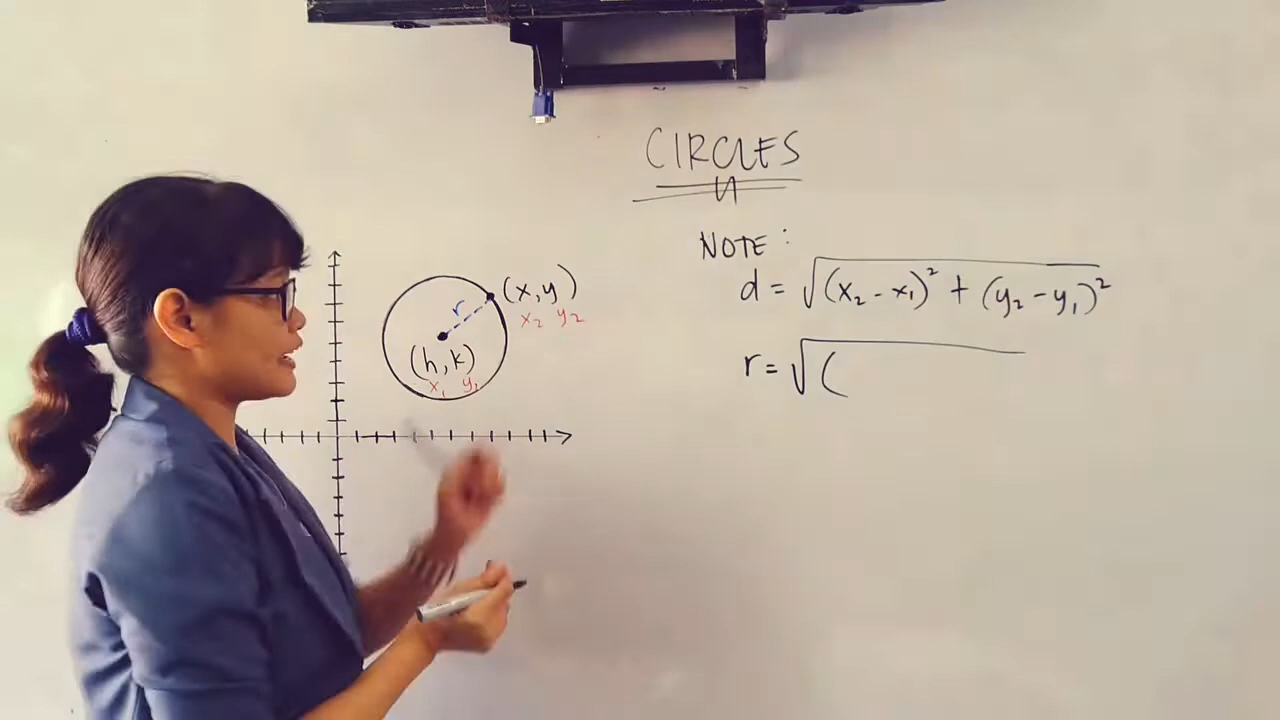 CIRCLES
NOTE:
d = √(x₂ - x₁)² + (y₂ - y₁)²
r = √(
(x,y)
x₂ y₂
r
(h,k)
x₁ y₁